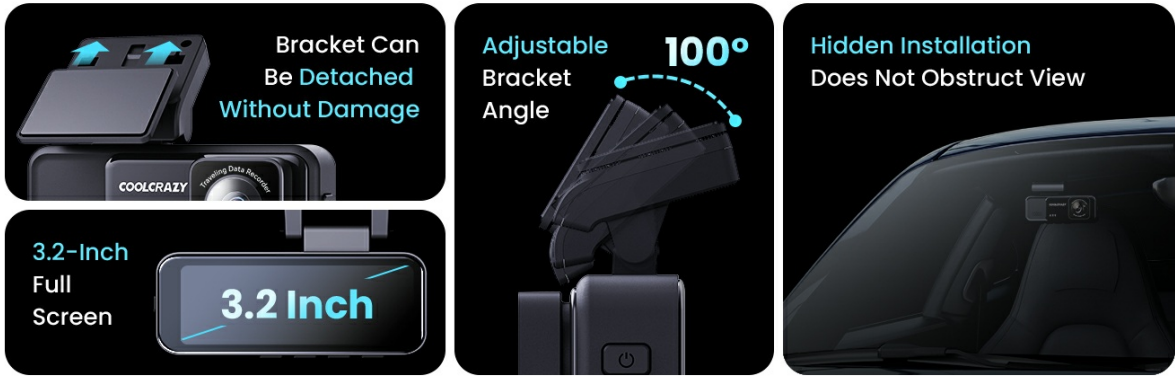 Bracket Can
Be Detached
Without Damage
COOLCRAZY
Traveling Data Recorder
3.2-Inch
Full
Screen
3.2 Inch
Adjustable
Bracket
Angle
100°
Hidden Installation
Does Not Obstruct View